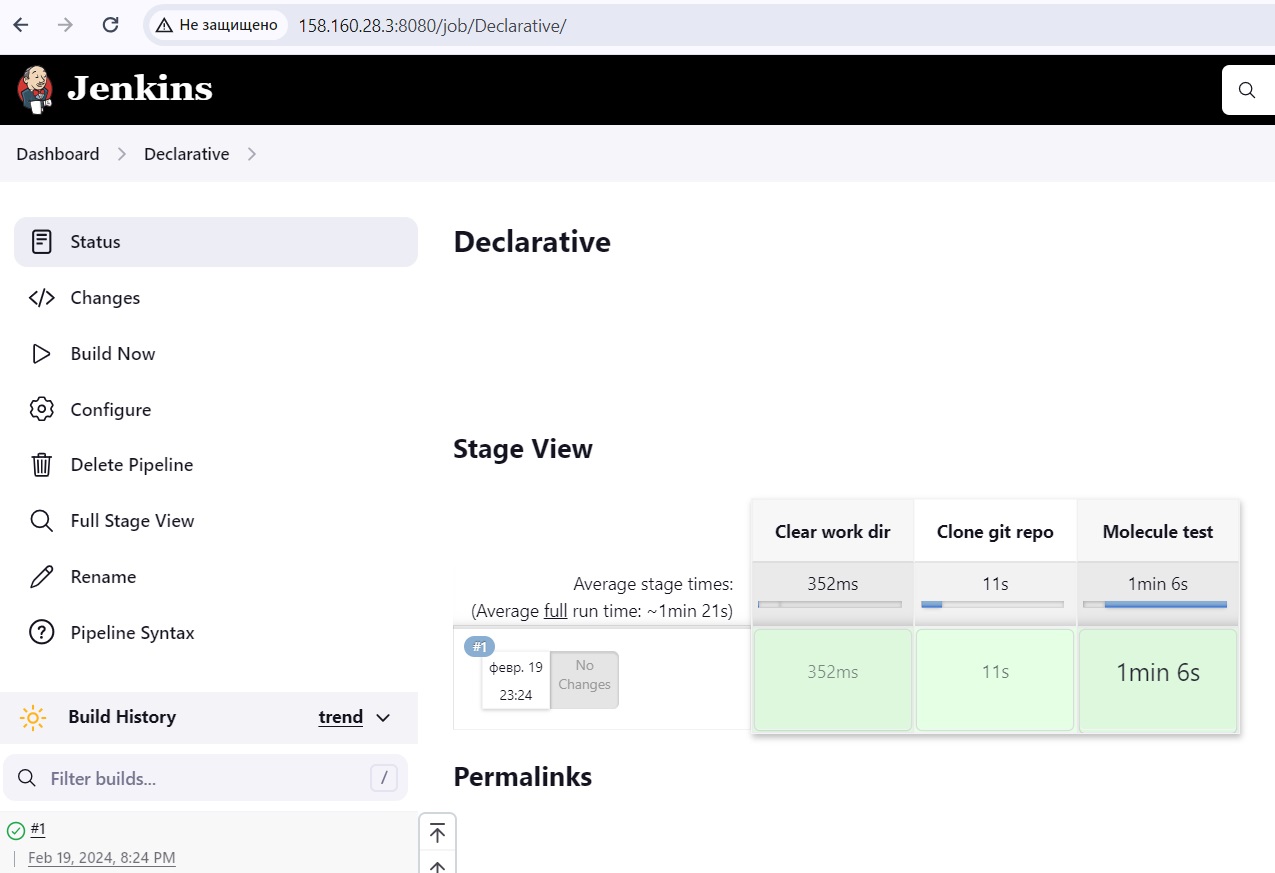 Не защищено
158.160.28.3:8080/job/Declarative/
Jenkins
Dashboard
Declarative
Status
Changes
Build Now
Configure
Delete Pipeline
Full Stage View
Rename
Pipeline Syntax
Build History
trend
Filter builds...
/
#1
Feb 19, 2024, 8:24 PM
Declarative
Stage View
Clear work dir Clone git repo Molecule test
Average stage times: 352ms 11s 1min 6s
(Average full run time: ~1min 21s)
#1
февр. 19
23:24
No
Changes
352ms 11s 1min 6s
Permalinks